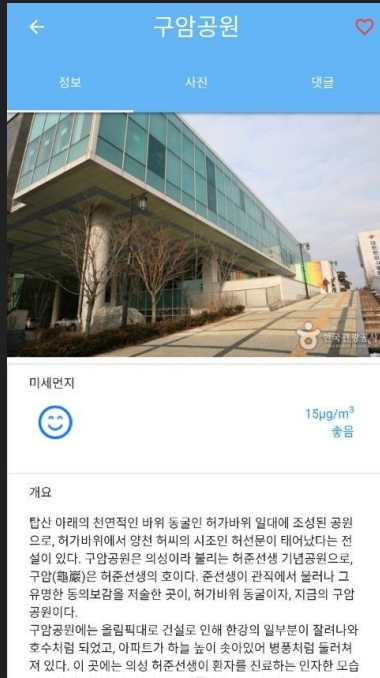 구암공원
정보
사진
댓글
한국관광공사
미세먼지
15µg/m³
좋음
개요
탑산 아래의 천연적인 바위 동굴인 허가바위 일대에 조성된 공원
으로, 허가바위에서 양천 허씨의 시조인 허선문이 태어났다는 전
설이 있다. 구암공원은 의성이라 불리는 허준선생 기념공원으로,
구암(龜巖)은 허준선생의 호이다. 준선생이 관직에서 물러나 그
유명한 동의보감을 저술한 곳이, 허가바위 동굴이자, 지금의 구암
공원이다.
구암공원에는 올림픽대로 건설로 인해 한강의 일부분이 잘려나와
호수처럼 되었고, 아파트가 하늘 높이 솟아있어 병풍처럼 둘러쳐
져 있다. 이 곳에는 의성 허준선생이 환자를 진료하는 인자한 모습